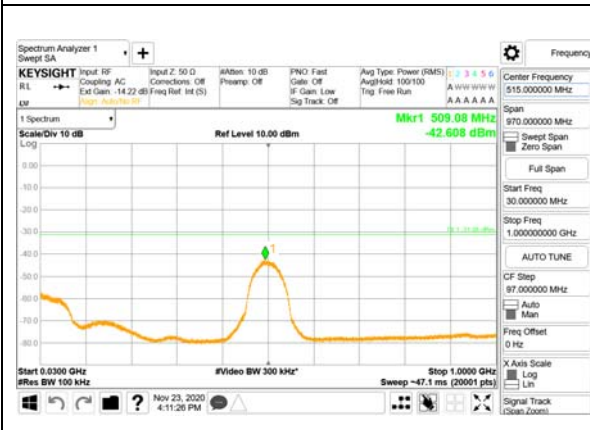 Spectrum Analyzer 1
Swept SA
+
Frequency
KEYSIGHT
RL
Input: RF
Coupling: AC
Ext Gain: -14.22 dB
Align: Auto/No RF
Input Z: 50 Ω
Corrections: Off
Freq Ref: Int (S)
#Atten: 10 dB
Preamp: Off
PNO: Fast
Gate: Off
IF Gain: Low
Sig Track: Off
Avg Type: Power (RMS)
Avg|Hold: 100/100
Trig: Free Run
1 2 3 4 5 6
A W W W W W
A A A A A A
Center Frequency
515.000000 MHz
Span
970.000000 MHz
Swept Span
Zero Span
Full Span
Start Freq
30.000000 MHz
Stop Freq
1.000000000 GHz
AUTO TUNE
CF Step
97.000000 MHz
Auto
Man
Freq Offset
0 Hz
X Axis Scale
Log
Lin
Signal Track
(Span Zoom)
1 Spectrum
Scale/Div 10 dB
Ref Level 10.00 dBm
Mkr1 509.08 MHz
-42.608 dBm
Log
0.00
-10.0
-20.0
-30.0
-40.0
-50.0
-60.0
-70.0
-80.0
1
Start 0.0300 GHz
#Res BW 100 kHz
#Video BW 300 kHz*
Stop 1.0000 GHz
Sweep ~47.1 ms (20001 pts)
?
Nov 23, 2020
4:11:26 PM